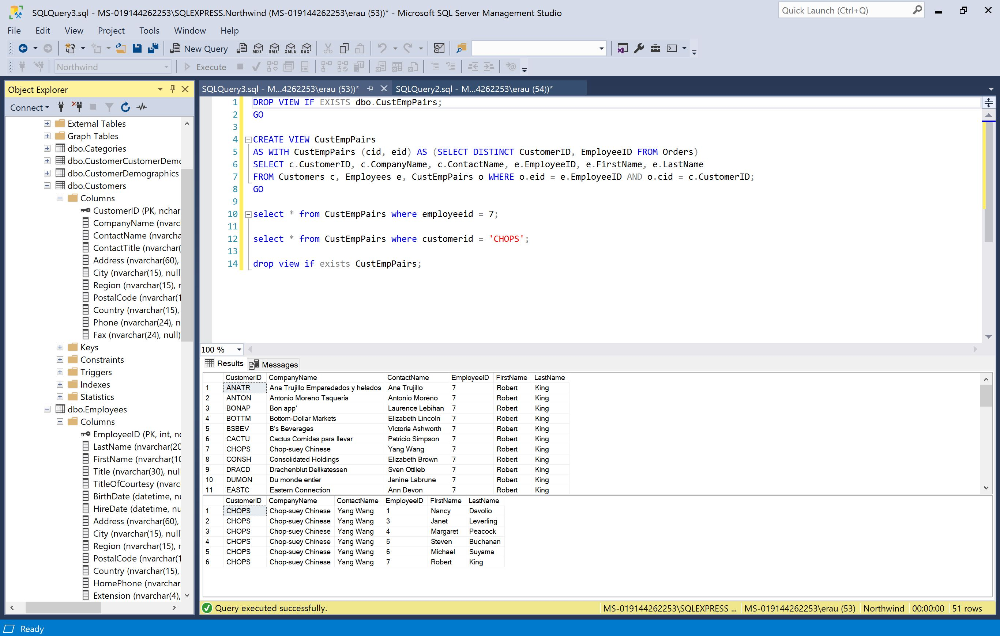 SQLQuery3.sql - MS-019144262253\SQLEXPRESS.Northwind (MS-019144262253\erau (53))* - Microsoft SQL Server Management Studio
Quick Launch (Ctrl+Q)
File Edit View Project Tools Window Help
New Query MDX DMX XMLA DAX
Northwind Execute
Object Explorer
Connect
External Tables
Graph Tables
dbo.Categories
dbo.CustomerCustomerDemo
dbo.CustomerDemographics
dbo.Customers
Columns
CustomerID (PK, nchar
CompanyName (nvarc
ContactName (nvarcha
ContactTitle (nvarchar(
Address (nvarchar(60),
City (nvarchar(15), null
Region (nvarchar(15), n
PostalCode (nvarchar(1
Country (nvarchar(15),
Phone (nvarchar(24), n
Fax (nvarchar(24), null)
Keys
Constraints
Triggers
Indexes
Statistics
dbo.Employees
Columns
EmployeeID (PK, int, no
LastName (nvarchar(20
FirstName (nvarchar(10
Title (nvarchar(30), nul
TitleOfCourtesy (nvarc
BirthDate (datetime, nu
HireDate (datetime, nu
Address (nvarchar(60),
City (nvarchar(15), null
Region (nvarchar(15), r
PostalCode (nvarchar(1
Country (nvarchar(15),
HomePhone (nvarchar
Extension (nvarchar(4),
SQLQuery3.sql - M...4262253\erau (53))* SQLQuery2.sql - M...4262253\erau (54))*
1 DROP VIEW IF EXISTS dbo.CustEmpPairs;
2 GO
3
4 CREATE VIEW CustEmpPairs
5 AS WITH CustEmpPairs (cid, eid) AS (SELECT DISTINCT CustomerID, EmployeeID FROM Orders)
6 SELECT c.CustomerID, c.CompanyName, c.ContactName, e.EmployeeID, e.FirstName, e.LastName
7 FROM Customers c, Employees e, CustEmpPairs o WHERE o.eid = e.EmployeeID AND o.cid = c.CustomerID;
8 GO
9
10 select * from CustEmpPairs where employeeid = 7;
11
12 select * from CustEmpPairs where customerid = 'CHOPS';
13
14 drop view if exists CustEmpPairs;
100 %
Results Messages
CustomerID CompanyName ContactName EmployeeID FirstName LastName
1 ANATR Ana Trujillo Emparedados y helados Ana Trujillo 7 Robert King
2 ANTON Antonio Moreno Taquería Antonio Moreno 7 Robert King
3 BONAP Bon app' Laurence Lebihan 7 Robert King
4 BOTTM Bottom-Dollar Markets Elizabeth Lincoln 7 Robert King
5 BSBEV B's Beverages Victoria Ashworth 7 Robert King
6 CACTU Cactus Comidas para llevar Patricio Simpson 7 Robert King
7 CHOPS Chop-suey Chinese Yang Wang 7 Robert King
8 CONSH Consolidated Holdings Elizabeth Brown 7 Robert King
9 DRACD Drachenblut Delikatessen Sven Ottlieb 7 Robert King
10 DUMON Du monde entier Janine Labrune 7 Robert King
11 EASTC Eastern Connection Ann Devon 7 Robert King
CustomerID CompanyName ContactName EmployeeID FirstName LastName
1 CHOPS Chop-suey Chinese Yang Wang 1 Nancy Davolio
2 CHOPS Chop-suey Chinese Yang Wang 3 Janet Leverling
3 CHOPS Chop-suey Chinese Yang Wang 4 Margaret Peacock
4 CHOPS Chop-suey Chinese Yang Wang 5 Steven Buchanan
5 CHOPS Chop-suey Chinese Yang Wang 6 Michael Suyama
6 CHOPS Chop-suey Chinese Yang Wang 7 Robert King
Query executed successfully. MS-019144262253\SQLEXPRESS ... MS-019144262253\erau (53) Northwind 00:00:00 51 rows
Ready